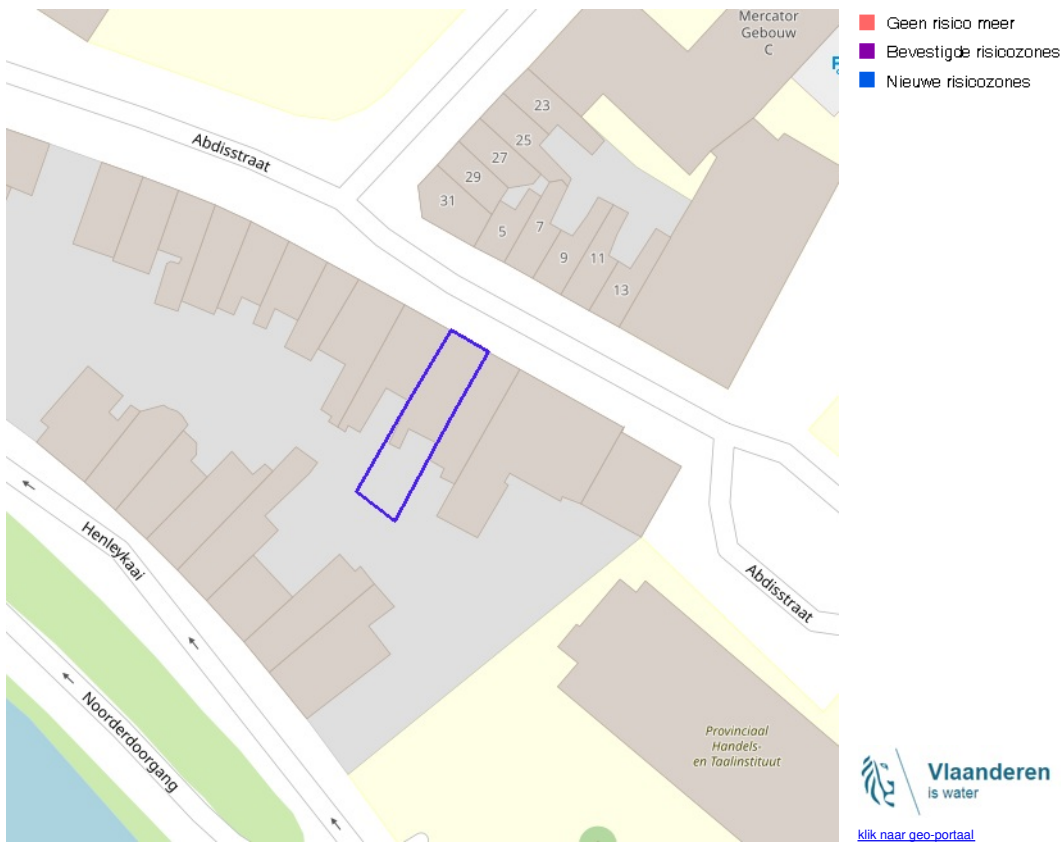 Mercator
Gebouw
C
P
Abdisstraat
23
25
27
29
31
5
7
9
11
13
Henleykaai
Noorderdoorgang
Abdisstraat
Provinciaal
Handels-
en Taalinstituut
Geen risico meer
Bevestigde risicozones
Nieuwe risicozones
Vlaanderen
is water
klik naar geo-portaal